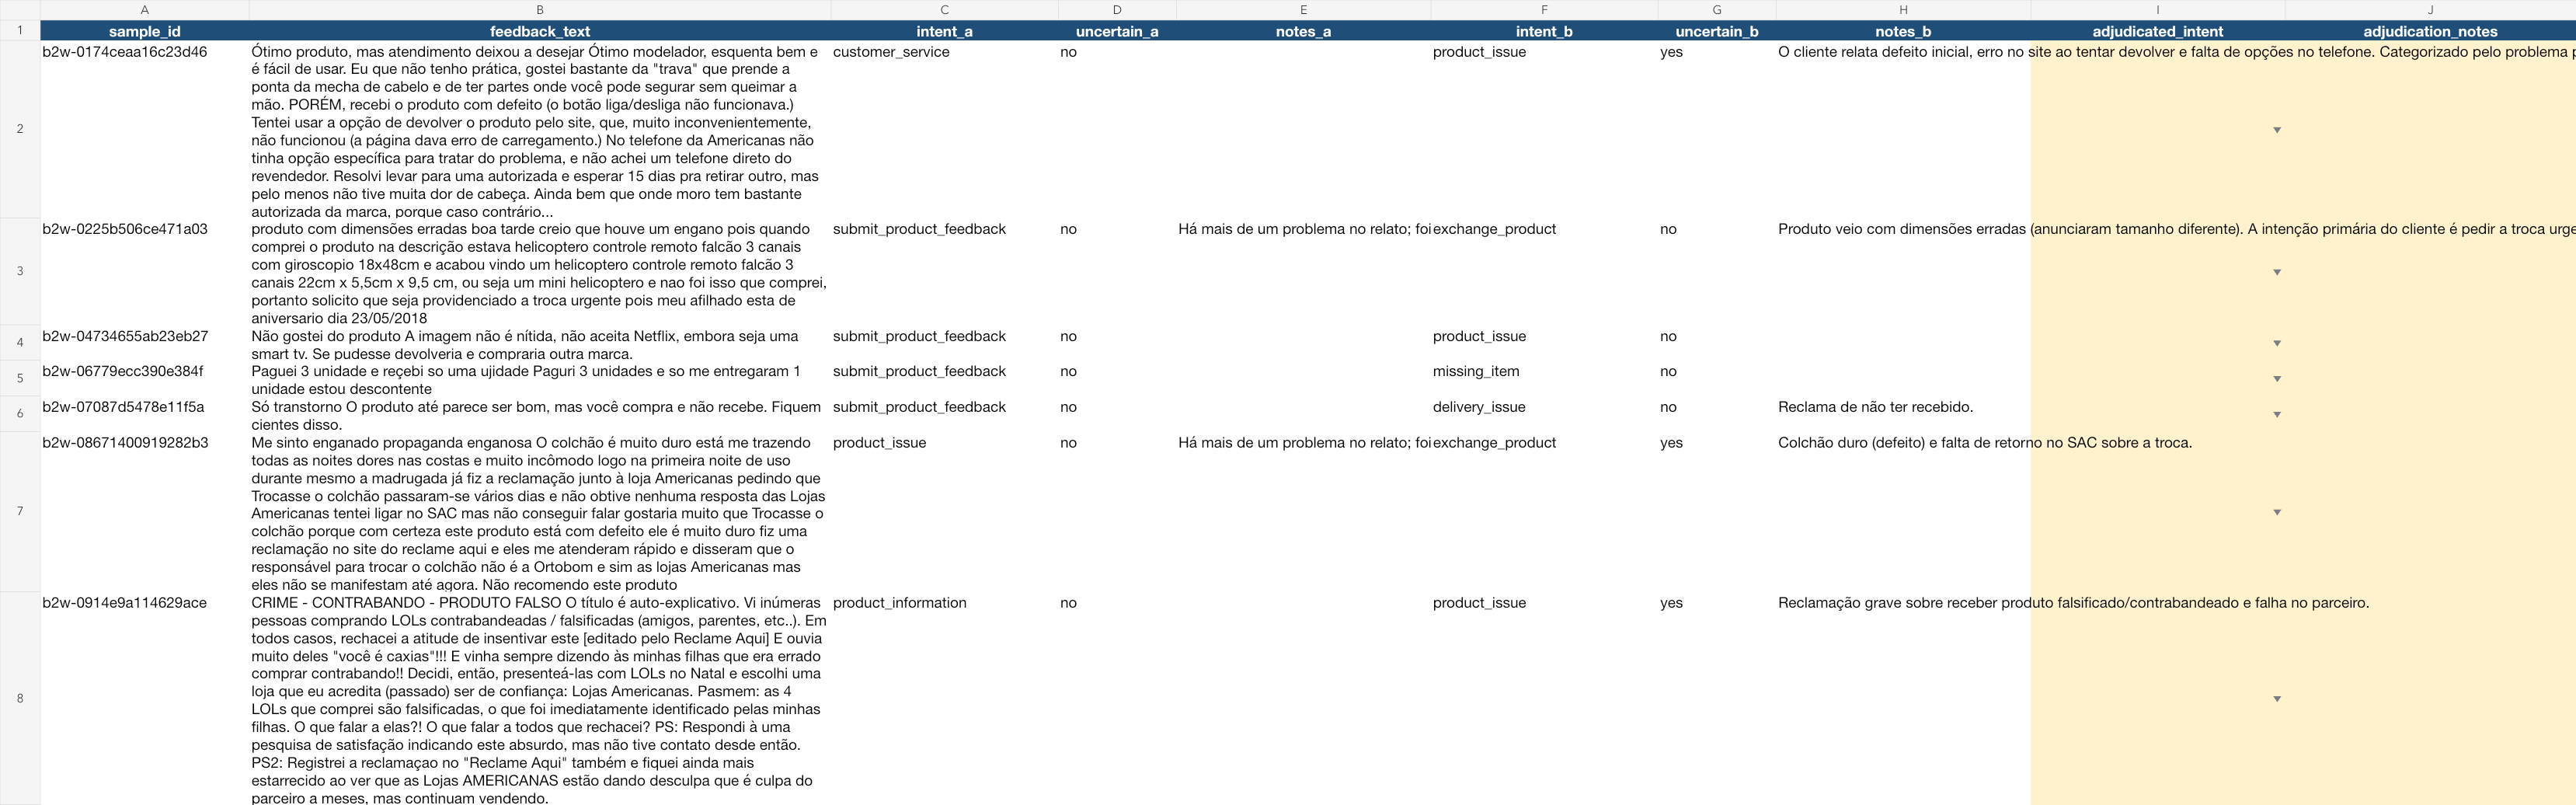 A B C D E F G H I J
1 sample_id feedback_text intent_a uncertain_a notes_a intent_b uncertain_b notes_b adjudicated_intent adjudication_notes
2 b2w-0174ceaa16c23d46 Ótimo produto, mas atendimento deixou a desejar Ótimo modelador, esquenta bem e customer_service no product_issue yes O cliente relata defeito inicial, erro no site ao tentar devolver e falta de opções no telefone. Categorizado pelo problema
é fácil de usar. Eu que não tenho prática, gostei bastante da "trava" que prende a
ponta da mecha de cabelo e de ter partes onde você pode segurar sem queimar a
mão. PORÉM, recebi o produto com defeito (o botão liga/desliga não funcionava.)
Tentei usar a opção de devolver o produto pelo site, que, muito inconvenientemente,
não funcionou (a página dava erro de carregamento.) No telefone da Americanas não
tinha opção específica para tratar do problema, e não achei um telefone direto do
revendedor. Resolvi levar para uma autorizada e esperar 15 dias pra retirar outro, mas
pelo menos não tive muita dor de cabeça. Ainda bem que onde moro tem bastante
autorizada da marca, porque caso contrário...
3 b2w-0225b506ce471a03 produto com dimensões erradas boa tarde creio que houve um engano pois quando submit_product_feedback no Há mais de um problema no relato; foi exchange_product no Produto veio com dimensões erradas (anunciaram tamanho diferente). A intenção primária do cliente é pedir a troca urge
comprei o produto na descrição estava helicoptero controle remoto falcão 3 canais
com giroscopio 18x48cm e acabou vindo um helicoptero controle remoto falcão 3
canais 22cm x 5,5cm x 9,5 cm, ou seja um mini helicoptero e nao foi isso que comprei,
portanto solicito que seja providenciado a troca urgente pois meu afilhado esta de
aniversario dia 23/05/2018
4 b2w-04734655ab23eb27 Não gostei do produto A imagem não é nítida, não aceita Netflix, embora seja uma submit_product_feedback no product_issue no
smart tv. Se pudesse devolveria e compraria outra marca.
5 b2w-06779ecc390e384f Paguei 3 unidade e reçebi so uma ujidade Paguri 3 unidades e so me entregaram 1 submit_product_feedback no missing_item no
unidade estou descontente
6 b2w-07087d5478e11f5a Só transtorno O produto até parece ser bom, mas você compra e não recebe. Fiquem submit_product_feedback no delivery_issue no Reclama de não ter recebido.
cientes disso.
7 b2w-08671400919282b3 Me sinto enganado propaganda enganosa O colchão é muito duro está me trazendo product_issue no Há mais de um problema no relato; foi exchange_product yes Colchão duro (defeito) e falta de retorno no SAC sobre a troca.
todas as noites dores nas costas e muito incômodo logo na primeira noite de uso
durante mesmo a madrugada já fiz a reclamação junto à loja Americanas pedindo que
Trocasse o colchão passaram-se vários dias e não obtive nenhuma resposta das Lojas
Americanas tentei ligar no SAC mas não conseguir falar gostaria muito que Trocasse o
colchão porque com certeza este produto está com defeito ele é muito duro fiz uma
reclamação no site do reclame aqui e eles me atenderam rápido e disseram que o
responsável para trocar o colchão não é a Ortobom e sim as lojas Americanas mas
eles não se manifestam até agora. Não recomendo este produto
8 b2w-0914e9a114629ace CRIME - CONTRABANDO - PRODUTO FALSO O título é auto-explicativo. Vi inúmeras product_information no product_issue yes Reclamação grave sobre receber produto falsificado/contrabandeado e falha no parceiro.
pessoas comprando LOLs contrabandeadas / falsificadas (amigos, parentes, etc..). Em
todos casos, rechacei a atitude de insentivar este [editado pelo Reclame Aqui] E ouvia
muito deles "você é caxias"!!! E vinha sempre dizendo às minhas filhas que era errado
comprar contrabando!! Decidi, então, presenteá-las com LOLs no Natal e escolhi uma
loja que eu acredita (passado) ser de confiança: Lojas Americanas. Pasmem: as 4
LOLs que comprei são falsificadas, o que foi imediatamente identificado pelas minhas
filhas. O que falar a elas?! O que falar a todos que rechacei? PS: Respondi à uma
pesquisa de satisfação indicando este absurdo, mas não tive contato desde então.
PS2: Registrei a reclamaçao no "Reclame Aqui" também e fiquei ainda mais
estarrecido ao ver que as Lojas AMERICANAS estão dando desculpa que é culpa do
parceiro a meses, mas continuam vendendo.